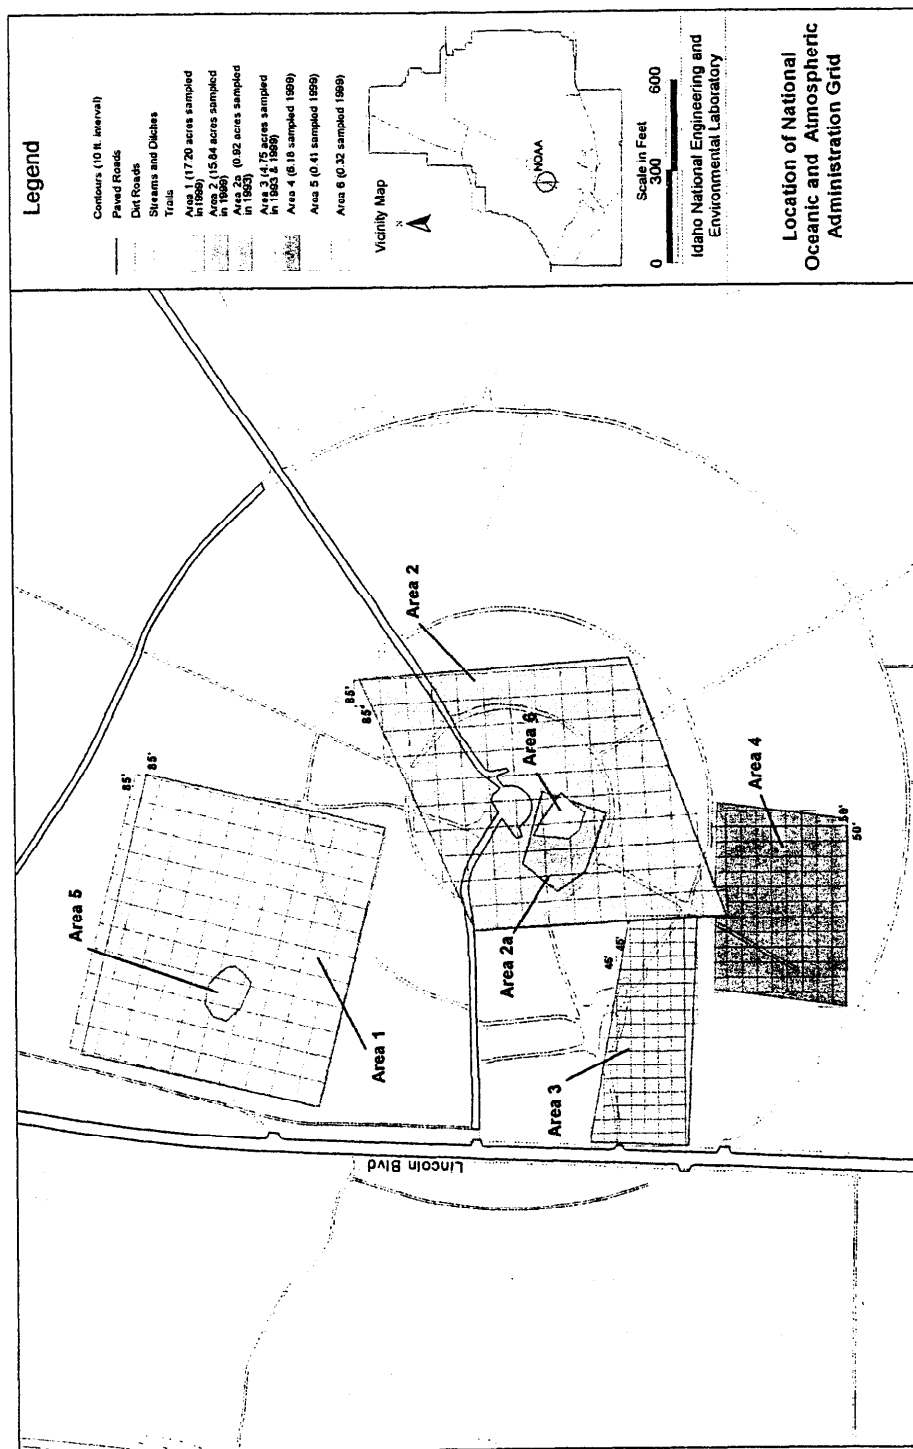 Legend
Contours (10 ft. interval)
Paved Roads
Dirt Roads
Streams and Ditches
Trails
Area 1 (17.20 acres sampled
in 1999)
Area 2 (15.84 acres sampled
in 1999)
Area 2a (0.92 acres sampled
in 1993)
Area 3 (4.75 acres sampled
in 1993 & 1999)
Area 4 (6.18 sampled 1999)
Area 5 (0.41 sampled 1999)
Area 6 (0.32 sampled 1999)
Vicinity Map
N
NOAA
Scale in Feet
0 300 600
Idaho National Engineering and
Environmental Laboratory
Location of National
Oceanic and Atmospheric
Administration Grid
Area 5
85'
85'
Area 1
Area 2
85'
85'
Area 6
Area 2a
46'
46'
Area 3
Area 4
50'
50'
Lincoln Blvd